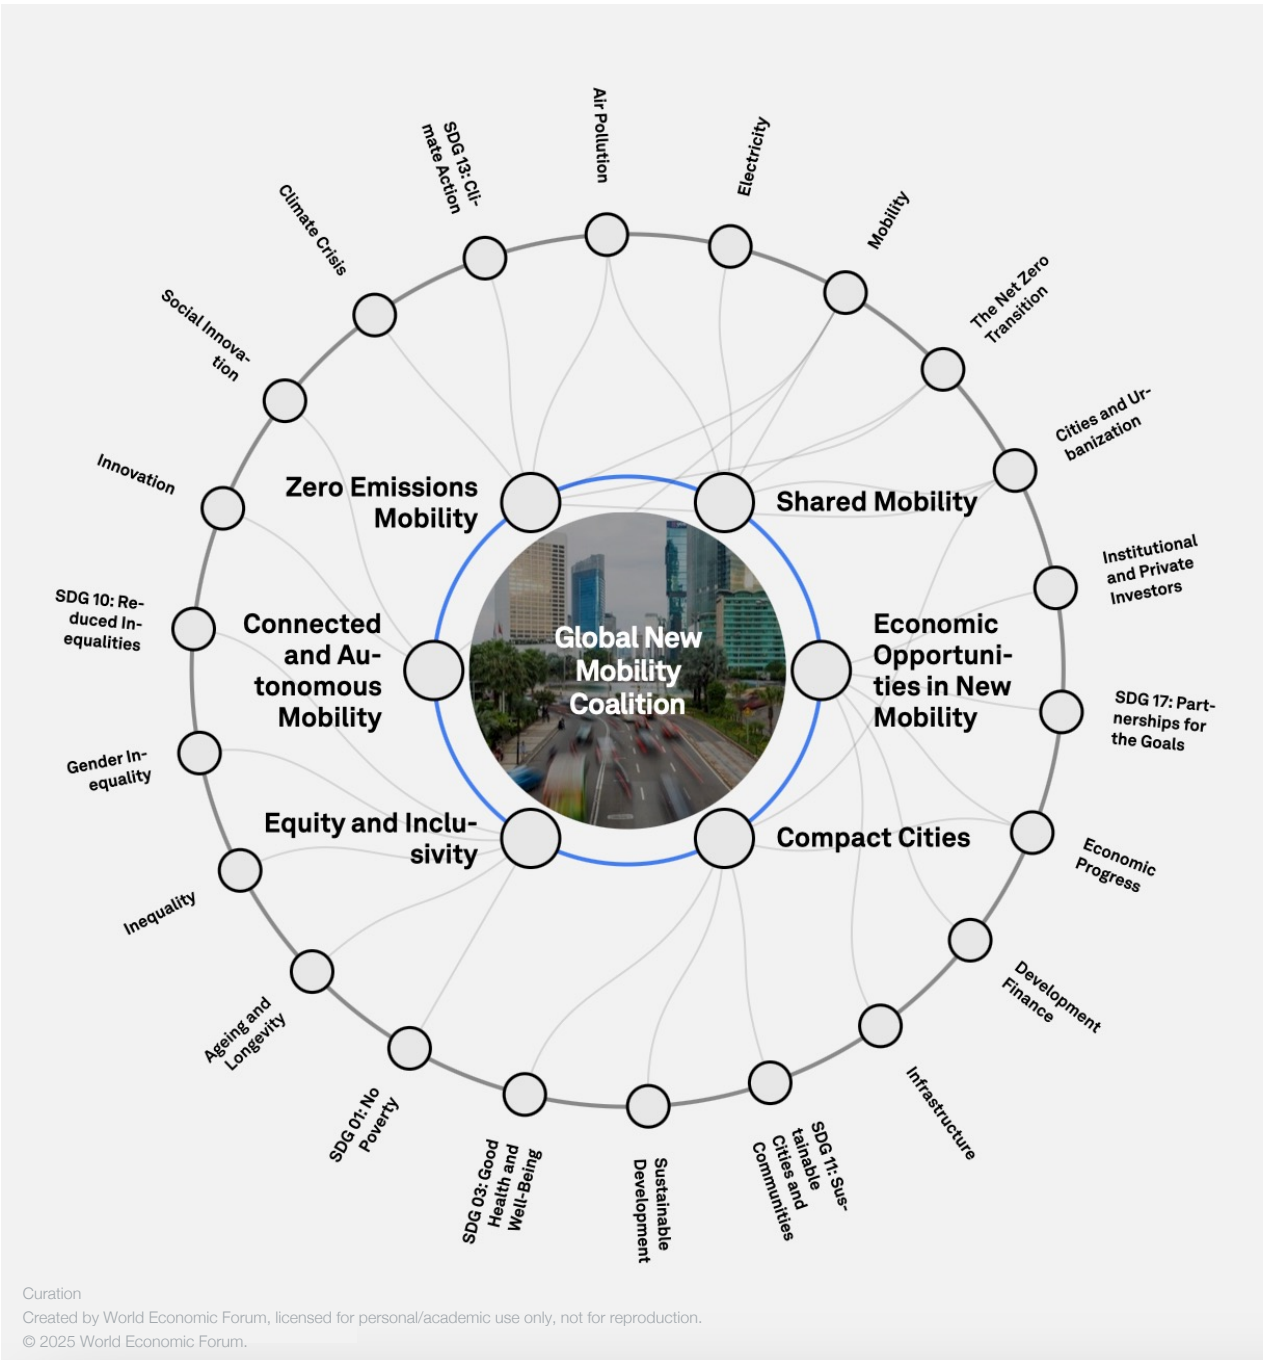 Air Pollution
Electricity
Mobility
The Net Zero
Transition
Cities and Ur-
banization
Institutional
and Private
Investors
SDG 17: Part-
nerships for
the Goals
Economic
Progress
Development
Finance
Infrastructure
SDG 11: Sus-
tainable
Cities and
Communities
Sustainable
Development
SDG 03: Good
Health and
Well-Being
SDG 01: No
Poverty
Ageing and
Longevity
Inequality
Gender In-
equality
SDG 10: Re-
duced In-
equalities
Innovation
Social Innova-
tion
Climate Crisis
SDG 13: Cli-
mate Action
Zero Emissions
Mobility
Shared Mobility
Connected
and Au-
tonomous
Mobility
Global New
Mobility
Coalition
Economic
Opportuni-
ties in New
Mobility
Equity and Inclu-
sivity
Compact Cities
Curation
Created by World Economic Forum, licensed for personal/academic use only, not for reproduction.
© 2025 World Economic Forum.